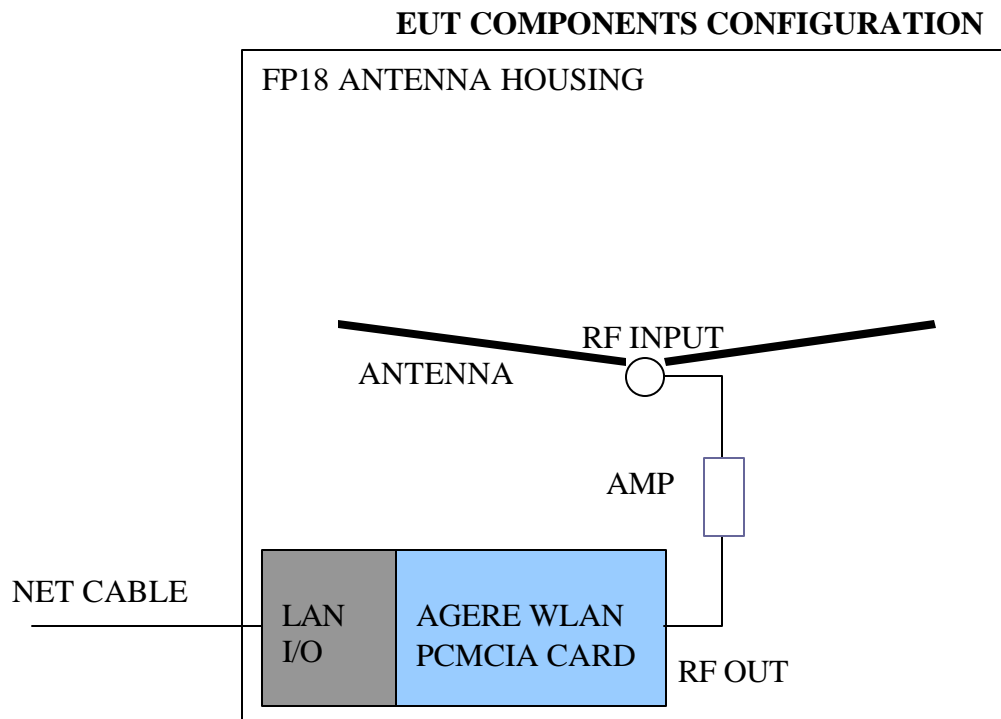 EUT COMPONENTS CONFIGURATION
FP18 ANTENNA HOUSING
RF INPUT
ANTENNA
AMP
NET CABLE
LAN
I/O
AGERE WLAN
PCMCIA CARD
RF OUT